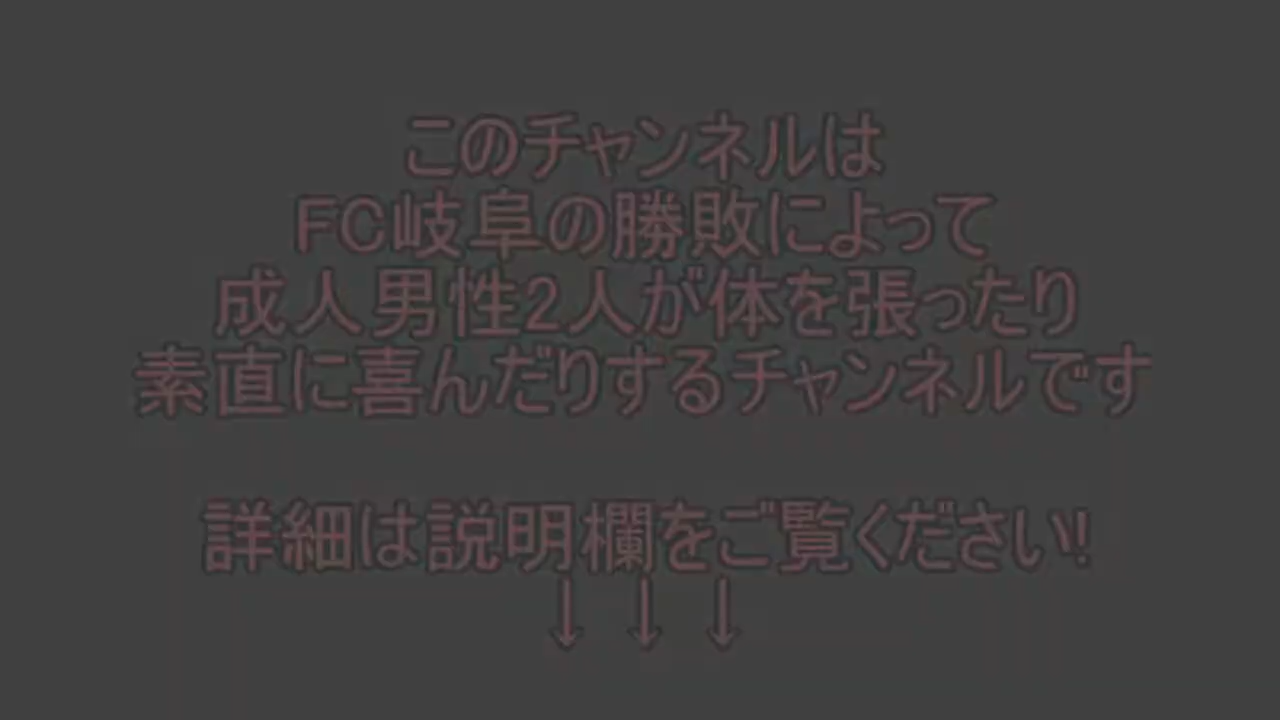 このチャンネルは
FC岐阜の勝敗によって
成人男性2人が体を張ったり
素直に喜んだりするチャンネルです
詳細は説明欄をご覧ください!
↓ ↓ ↓